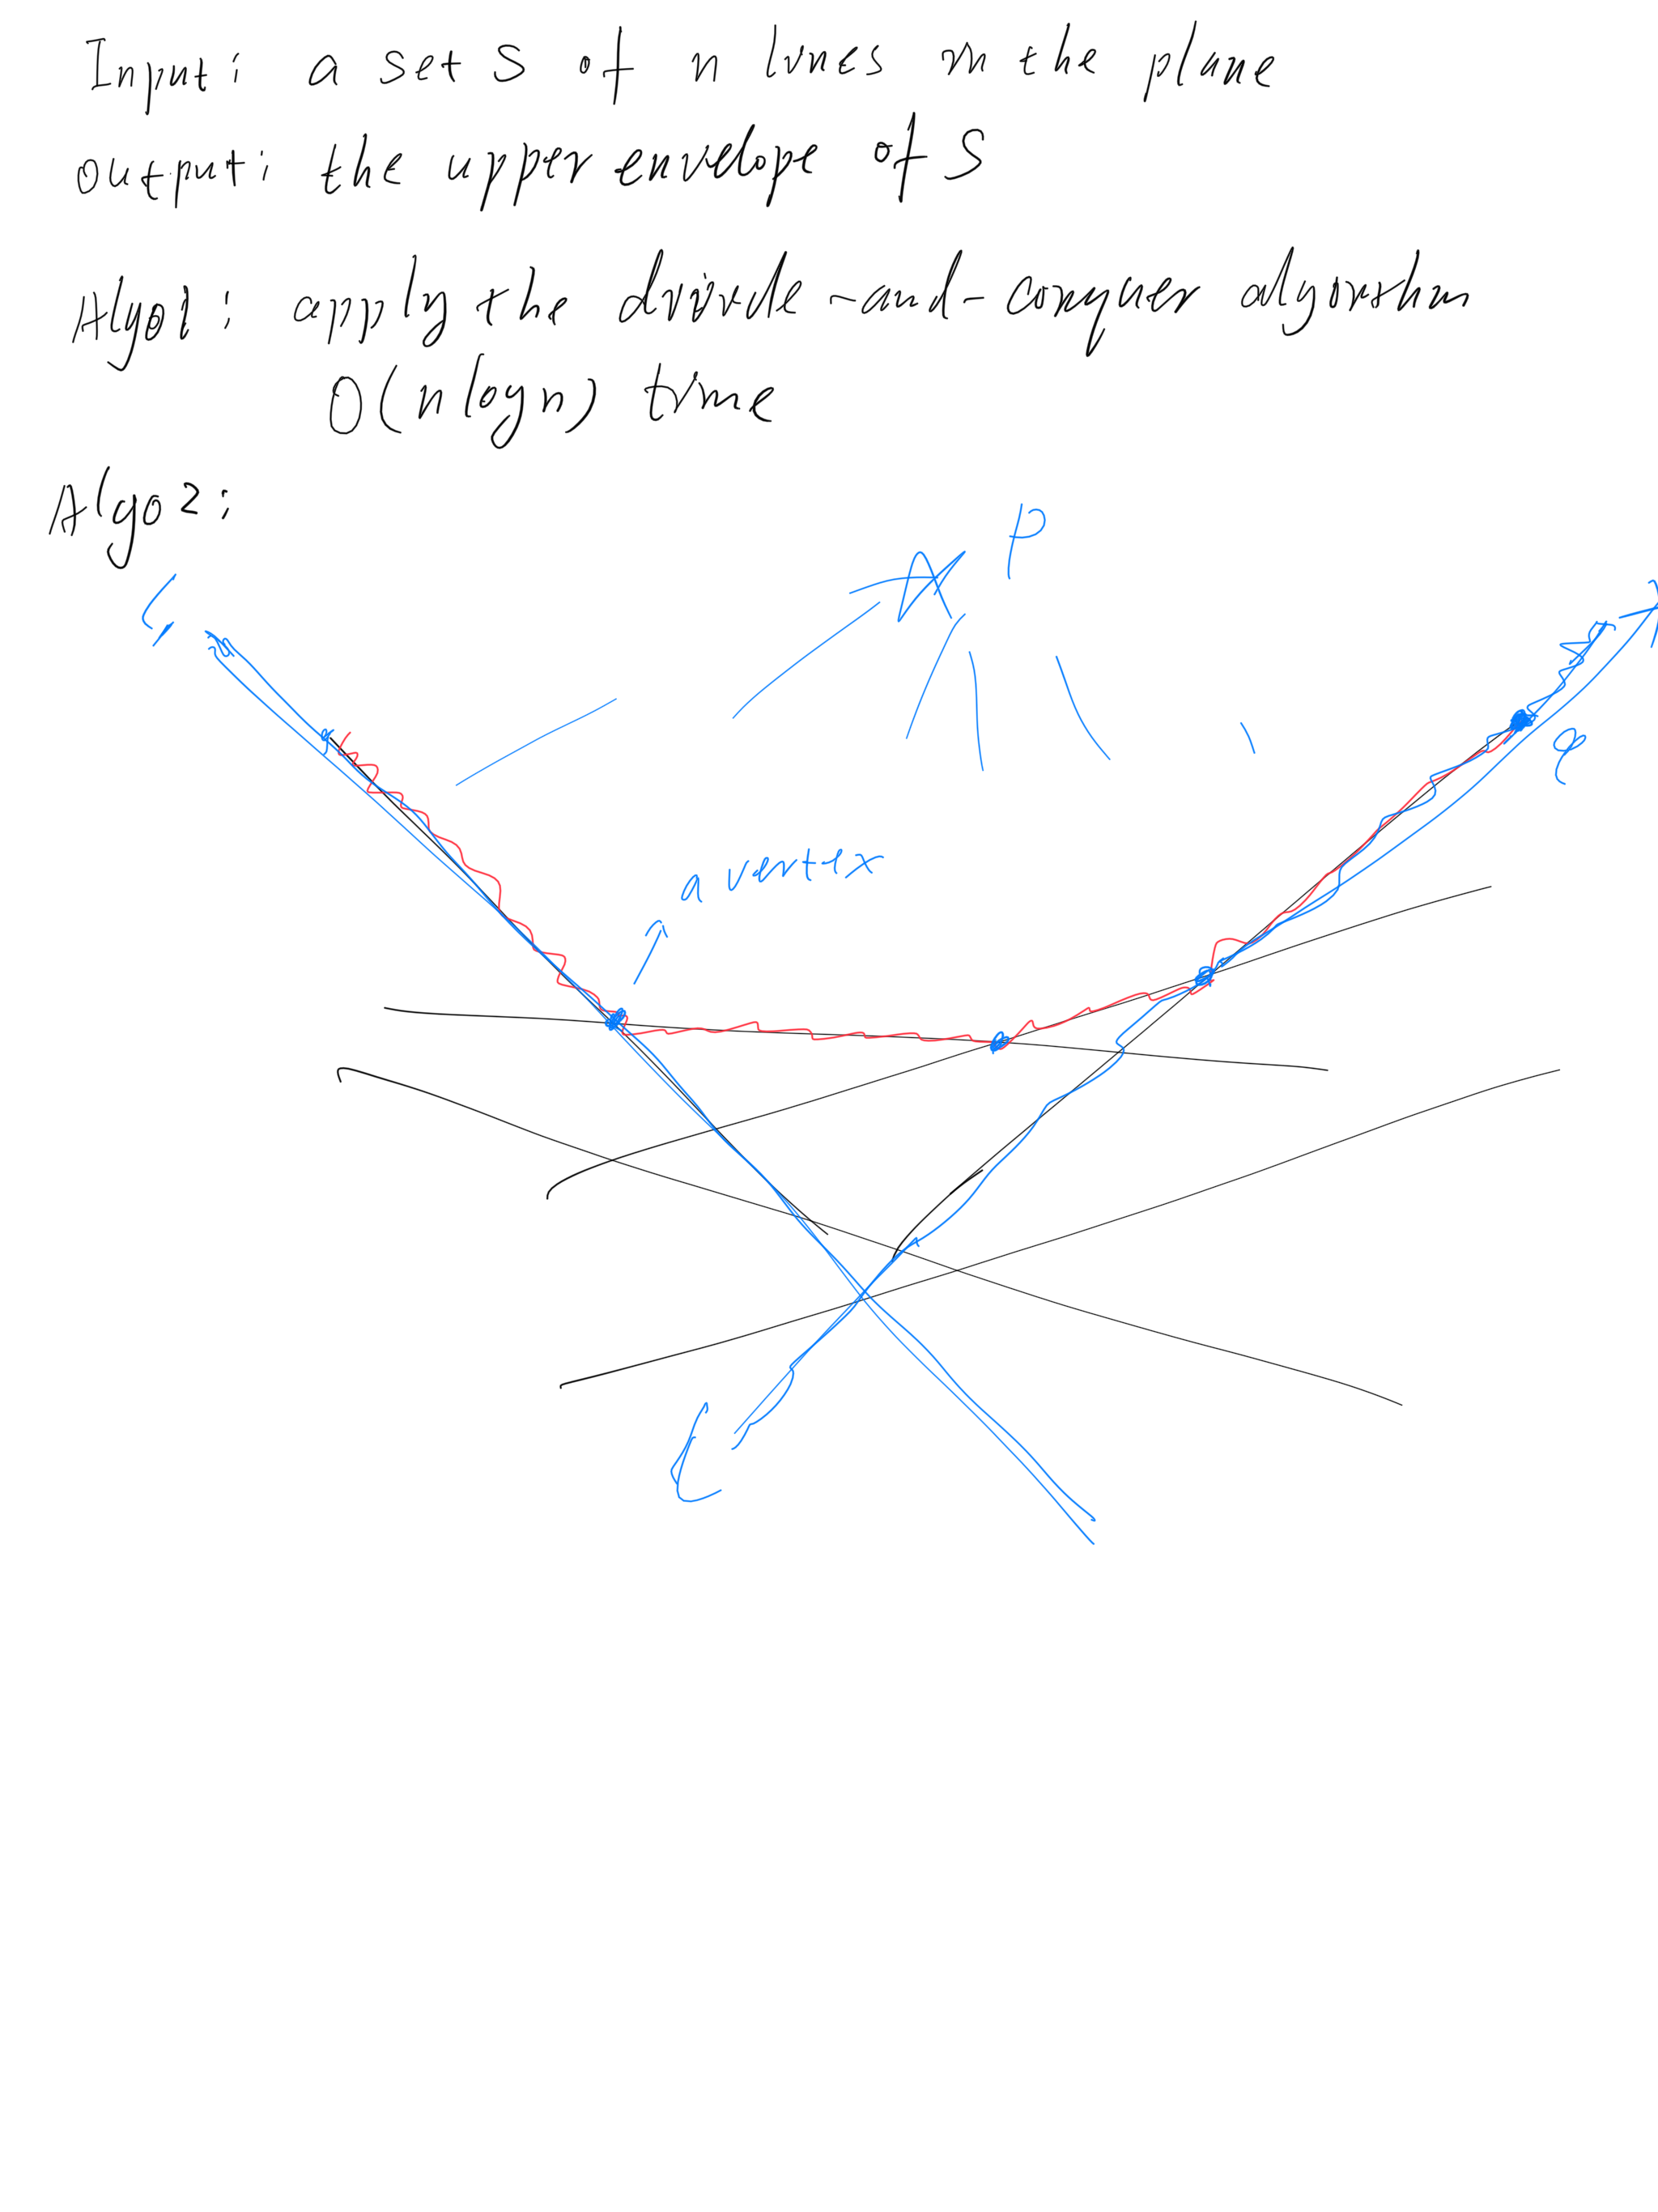 Input: a set S of n lines in the plane
output: the upper envelope of S
Algo1: apply the divide-and-conquer algorithm
O(n log n) time
Algo2:
p
q
a vertex